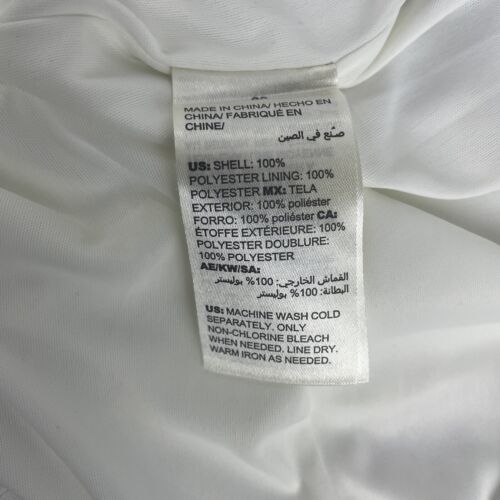 MADE IN CHINA/ HECHO EN
CHINA/ FABRIQUÉ EN
CHINE/
صنّع في الصين
US: SHELL: 100%
POLYESTER LINING: 100%
POLYESTER MX: TELA
EXTERIOR: 100% poliéster
FORRO: 100% poliéster CA:
ÉTOFFE EXTÉRIEURE: 100%
POLYESTER DOUBLURE:
100% POLYESTER
AE/KW/SA:
القماش الخارجي: 100% بوليستر
البطانة: 100% بوليستر
US: MACHINE WASH COLD
SEPARATELY. ONLY
NON-CHLORINE BLEACH
WHEN NEEDED. LINE DRY.
WARM IRON AS NEEDED.